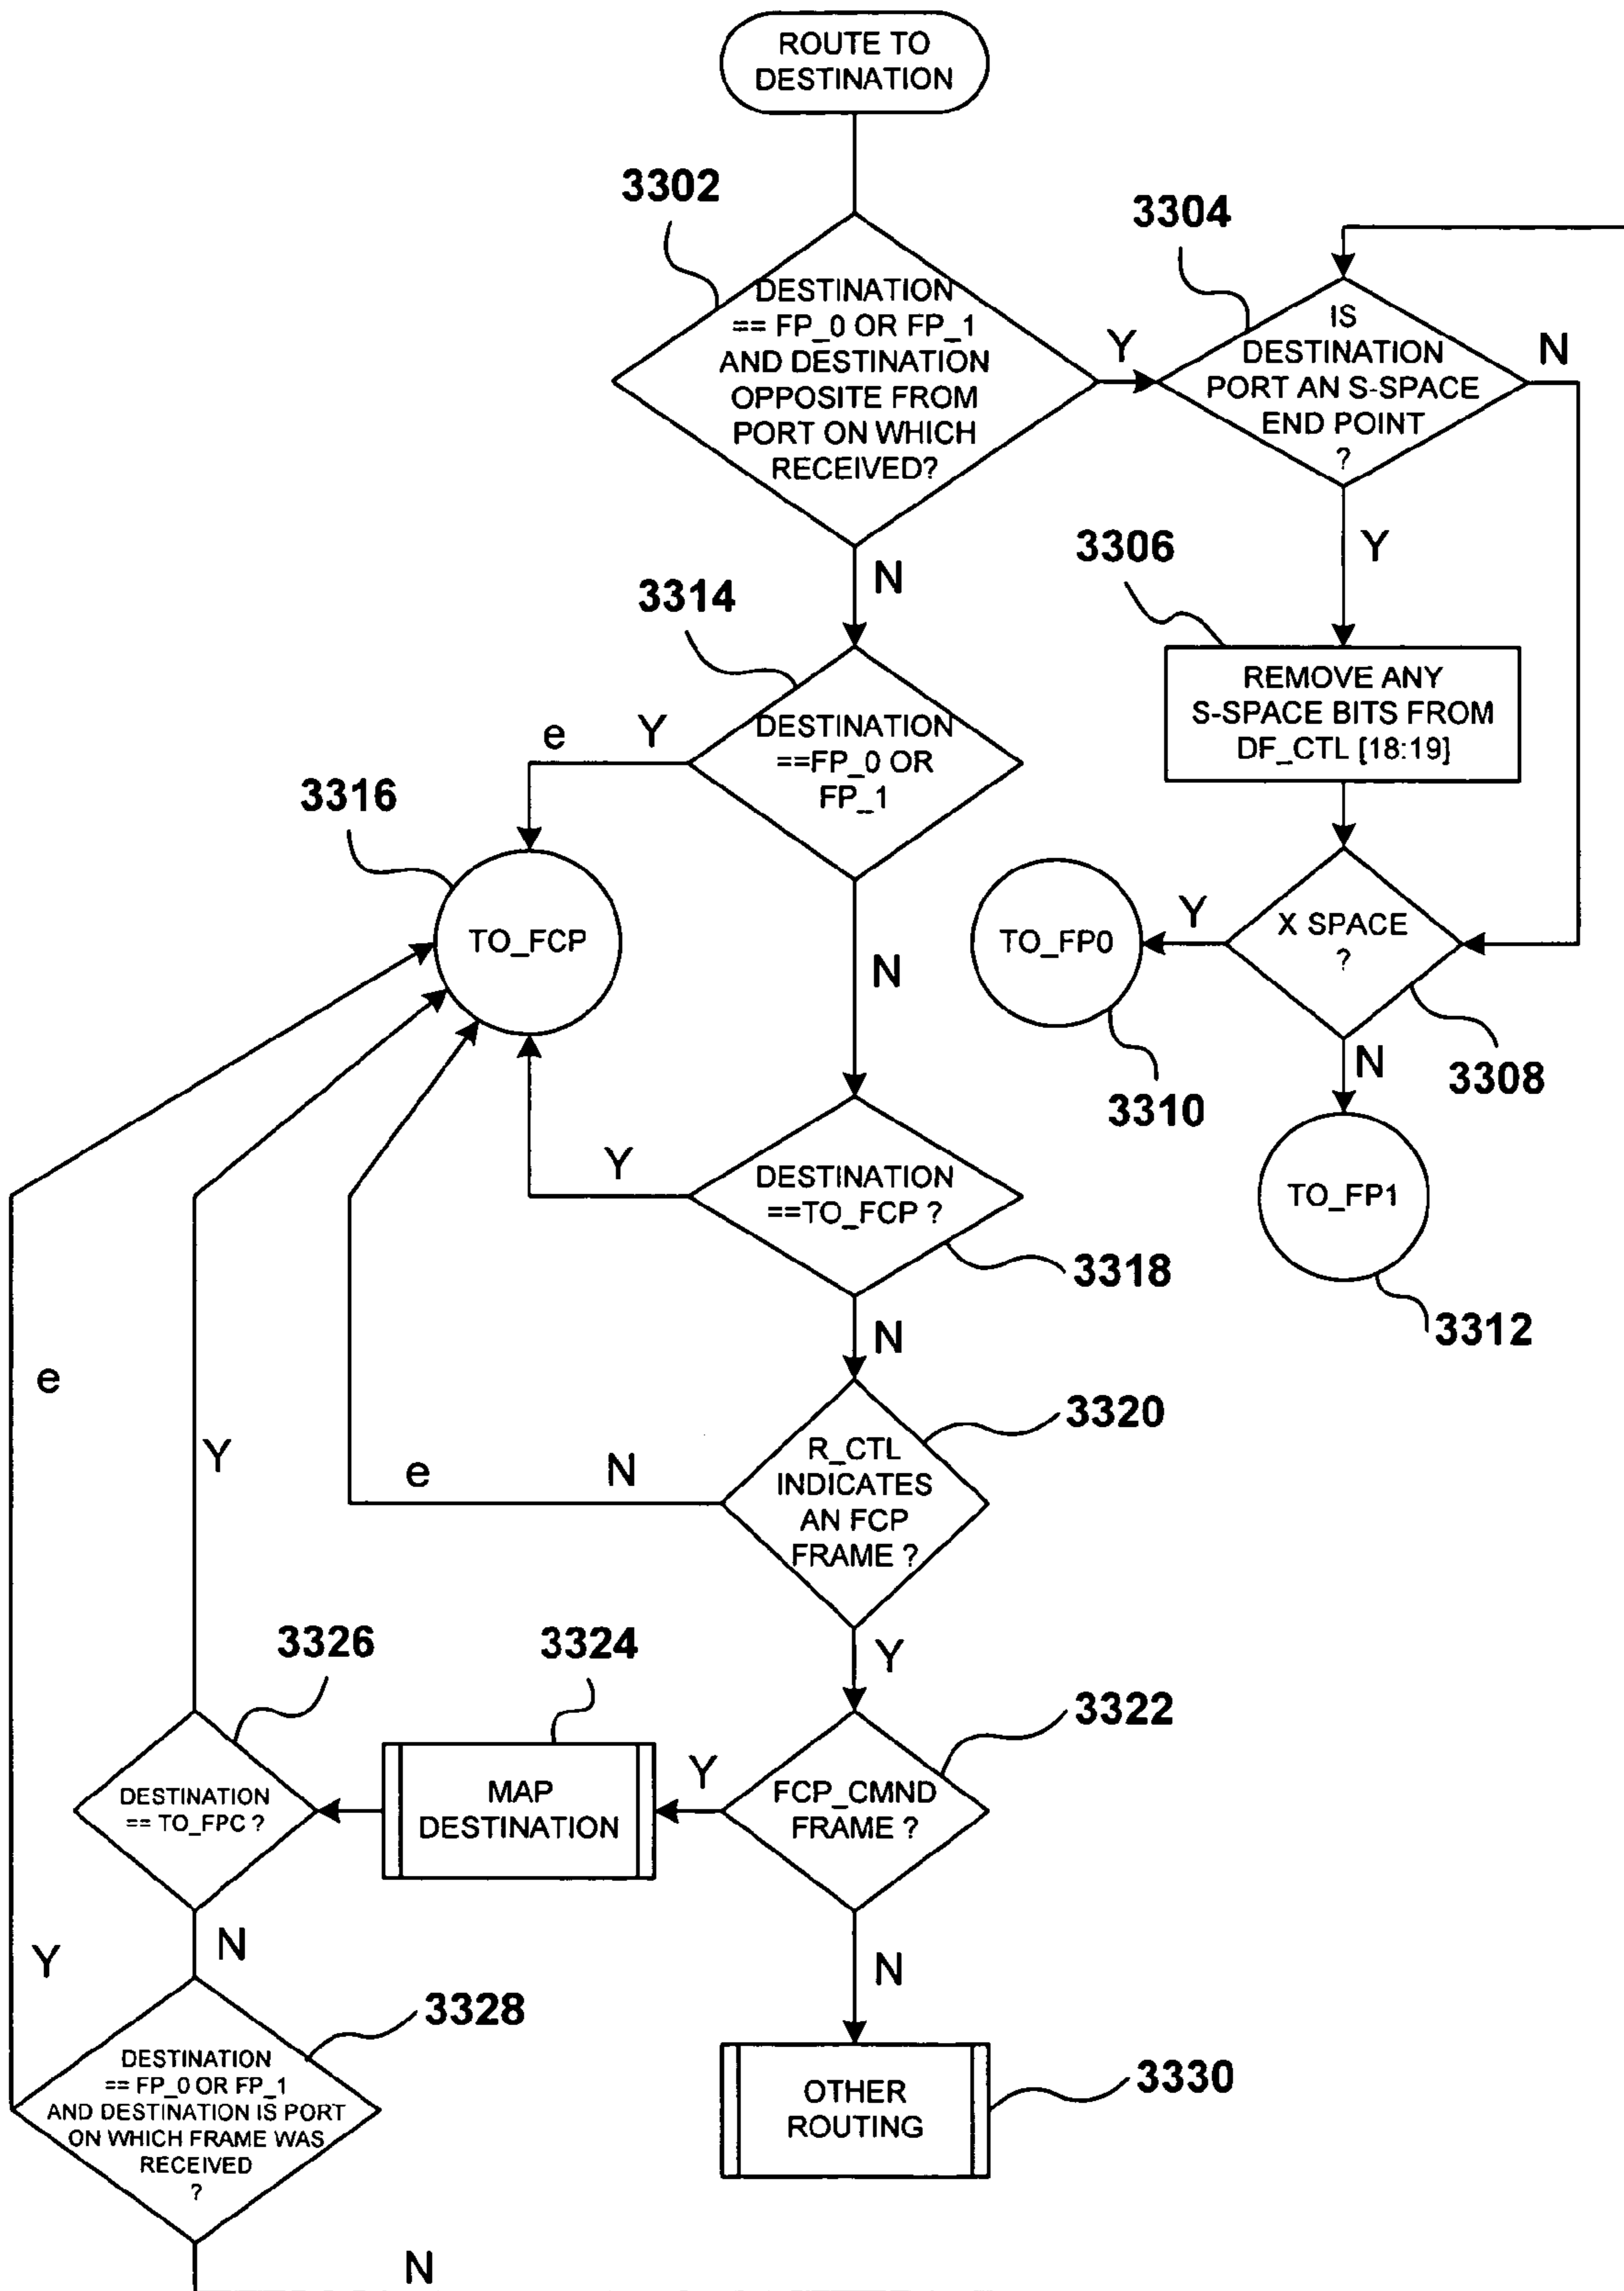 ROUTE TO
DESTINATION
3302
3304
DESTINATION
== FP_0 OR FP_1
AND DESTINATION
OPPOSITE FROM
PORT ON WHICH
RECEIVED?
Y
IS
DESTINATION
PORT AN S-SPACE
END POINT
?
N
N
Y
3306
REMOVE ANY
S-SPACE BITS FROM
DF_CTL [18:19]
3314
DESTINATION
==FP_0 OR
FP_1
e
Y
3316
TO_FCP
N
TO_FP0
Y
X SPACE
?
3310
N
3308
TO_FP1
3312
Y
DESTINATION
==TO_FCP ?
3318
N
3320
R_CTL
INDICATES
AN FCP
FRAME ?
e
N
e
Y
Y
3326
3324
3322
DESTINATION
== TO_FPC ?
MAP
DESTINATION
Y
FCP_CMND
FRAME ?
N
Y
N
3328
DESTINATION
== FP_0 OR FP_1
AND DESTINATION IS PORT
ON WHICH FRAME WAS
RECEIVED
?
OTHER
ROUTING
3330
N